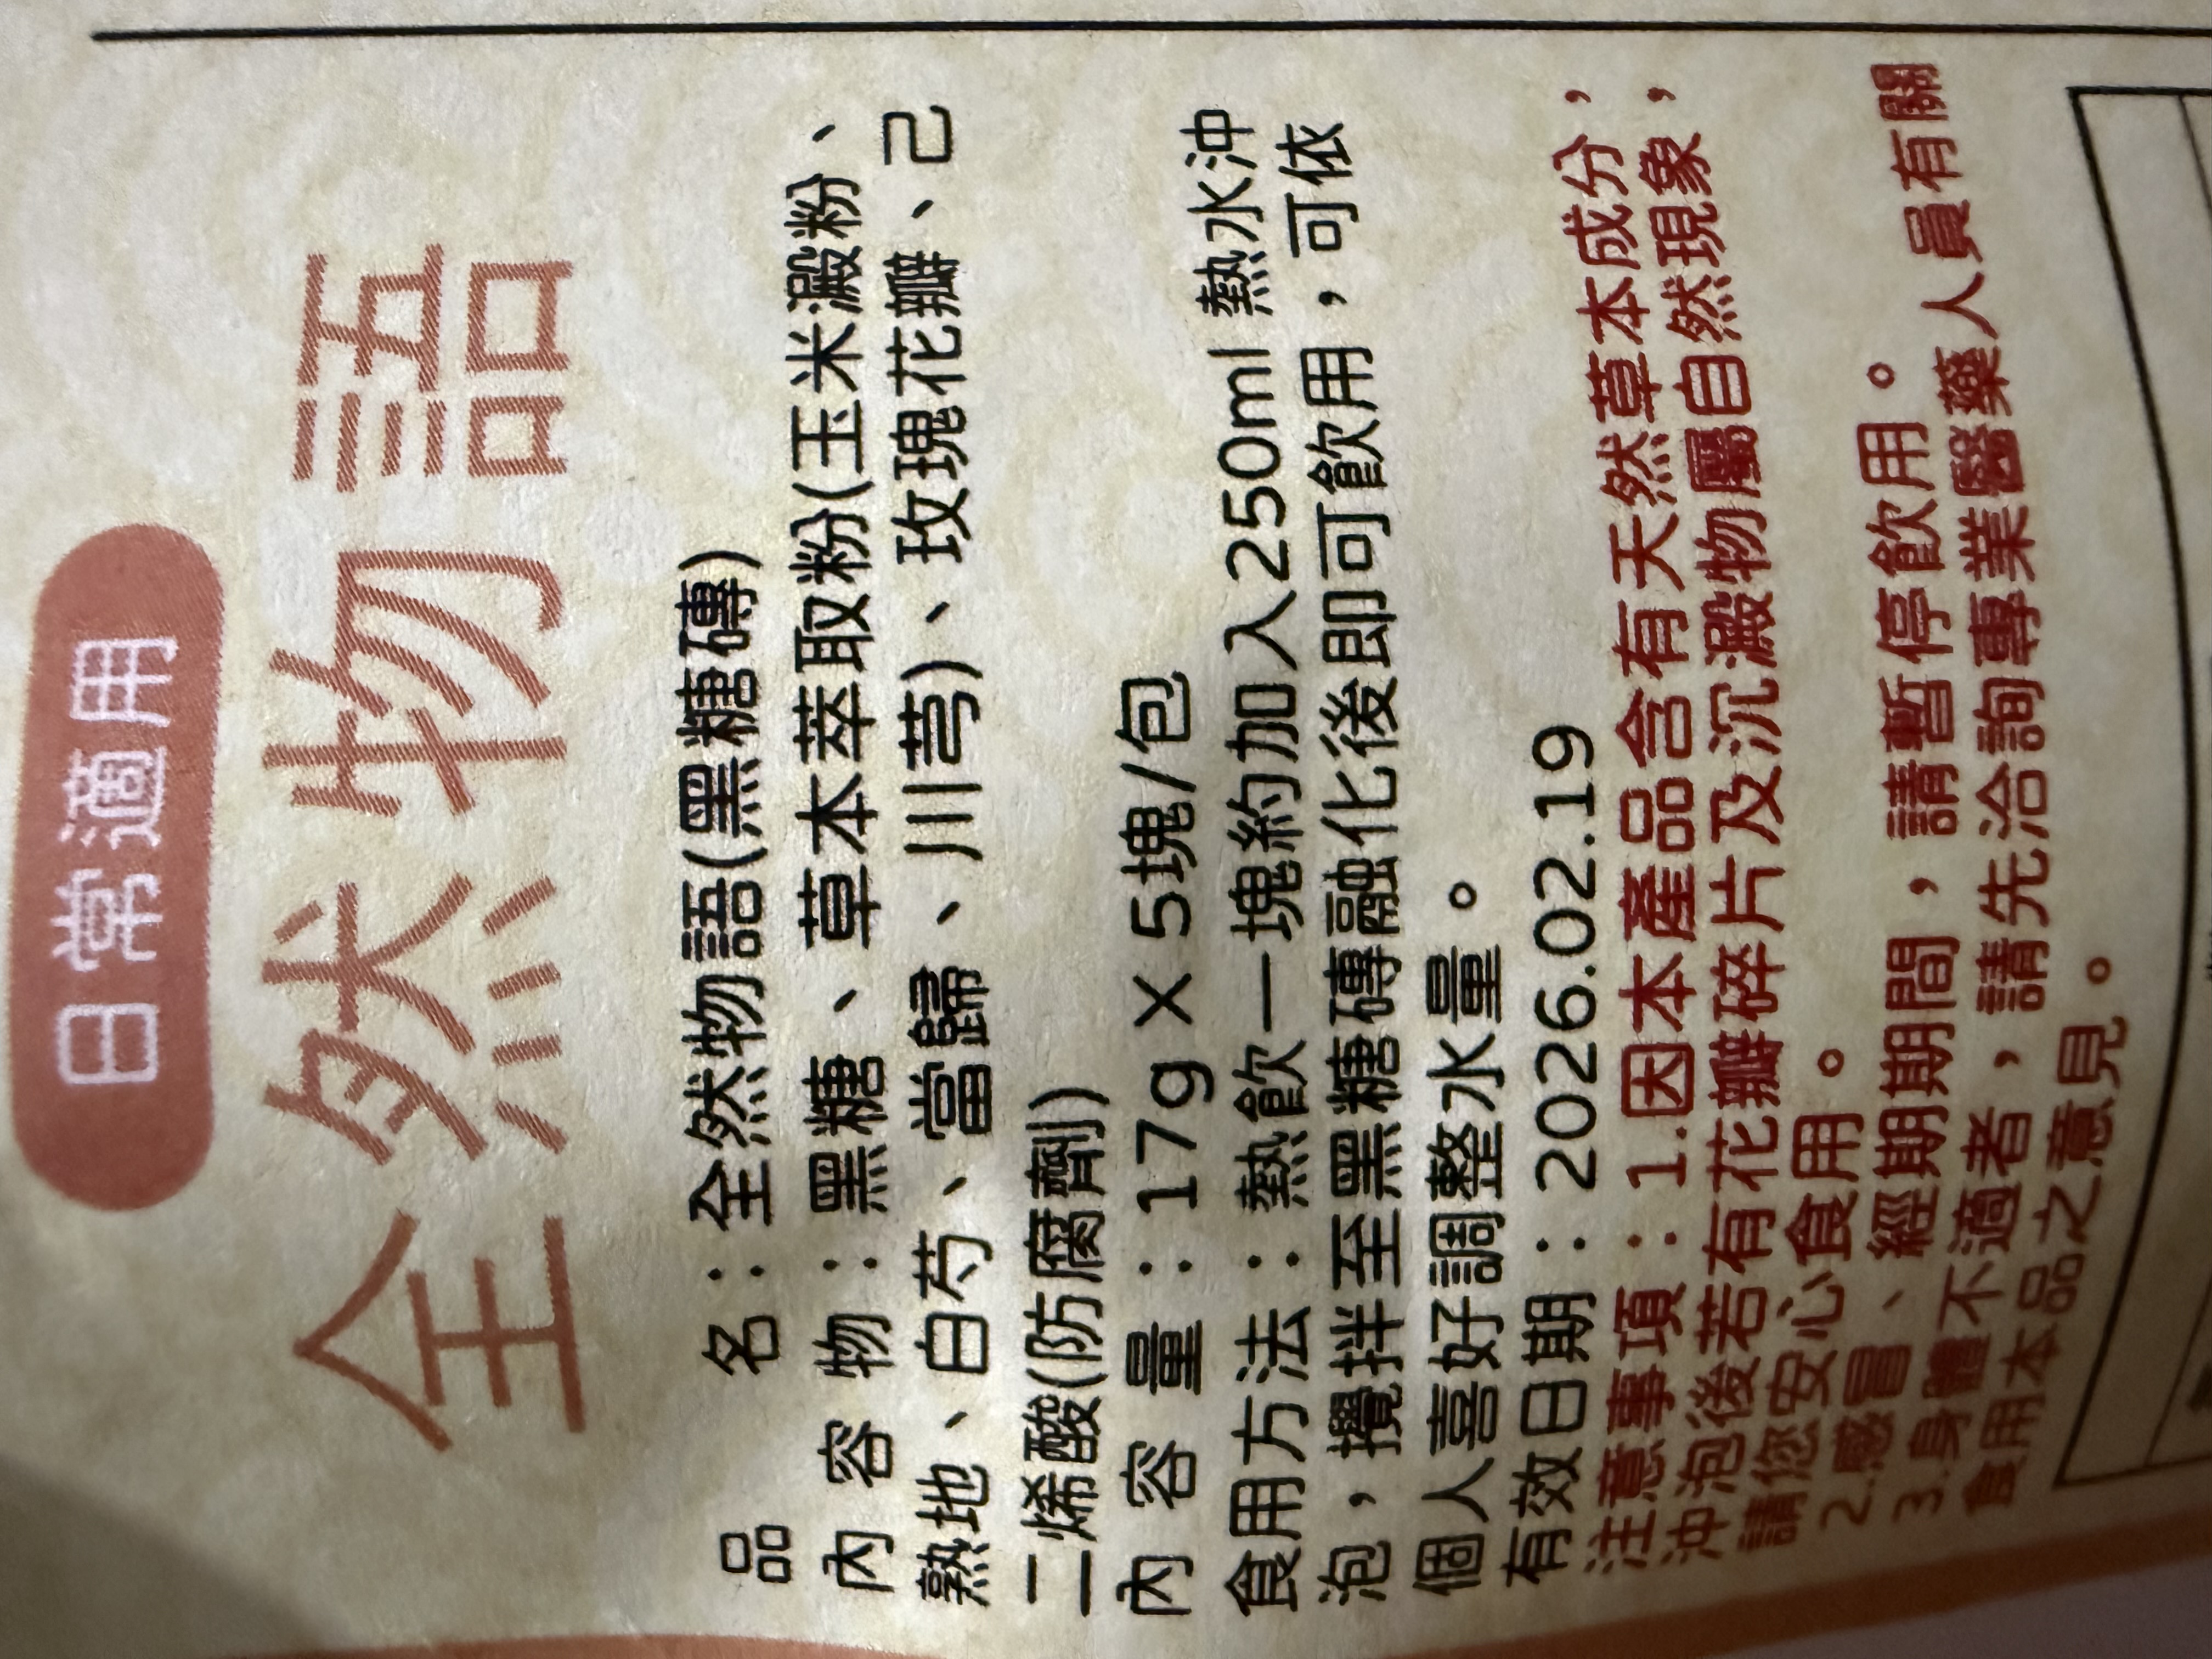 日常適用
全然物語
品名：全然物語(黑糖磚)
內容物：黑糖、草本萃取粉(玉米澱粉、
熟地、白芍、當歸、川芎)、玫瑰花瓣、己
二烯酸(防腐劑)
內容量：17g X 5塊/包
食用方法：熱飲一塊約加入250ml 熱水沖
泡，攪拌至黑糖磚融化後即可飲用，可依
個人喜好調整水量。
有效日期：2026.02.19
注意事項：1.因本產品含有天然草本成分，
沖泡後若有花瓣碎片及沉澱物屬自然現象，
請您安心食用。
2.感冒、經期期間，請暫停飲用。
3.身體不適者，請先洽詢專業醫藥人員有關
食用本品之意見。